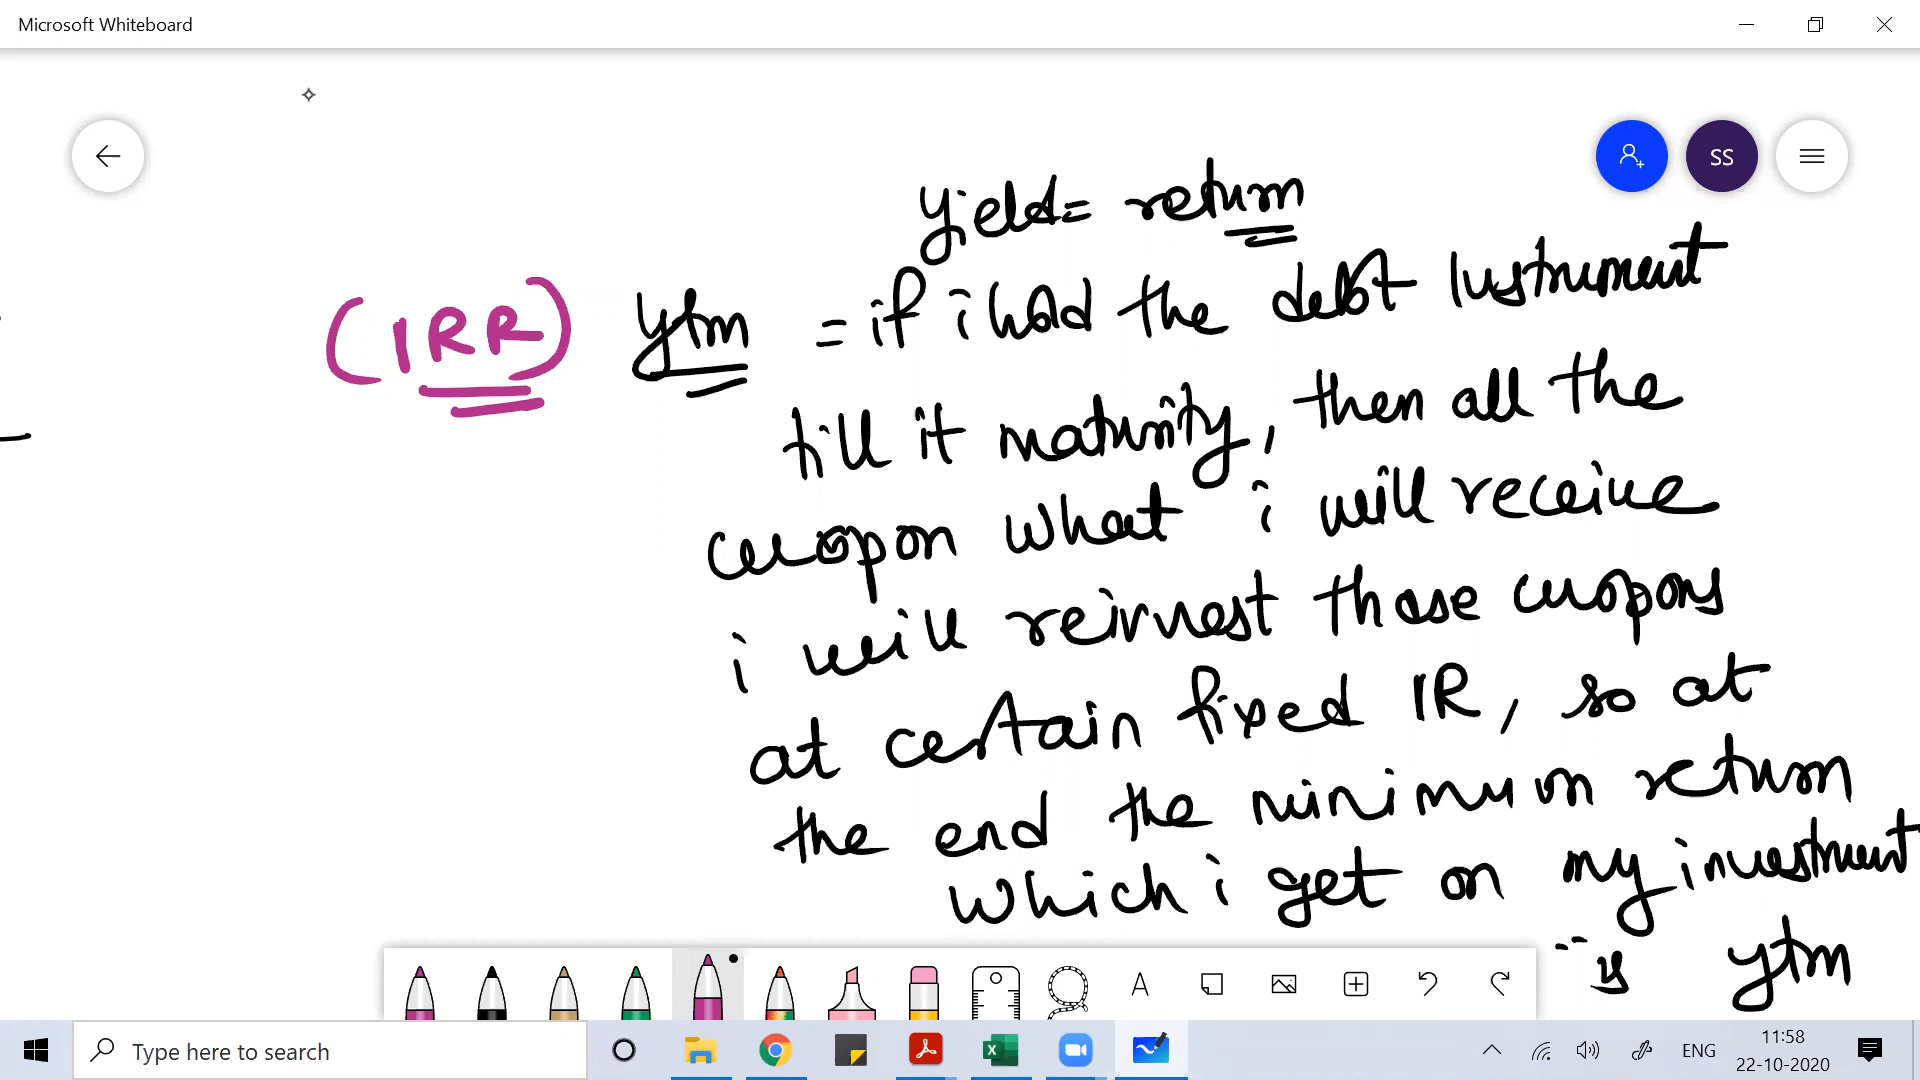 Microsoft Whiteboard
SS
yield = return
(IRR) ytm = if i hold the debt Instrument
till it maturity, then all the
cuopon what i will receive
i will reinvest those cuopons
at certain fixed IR, so at
the end the minimum return
which i get on my investment
is ytm
A
Type here to search
ENG
11:58
22-10-2020